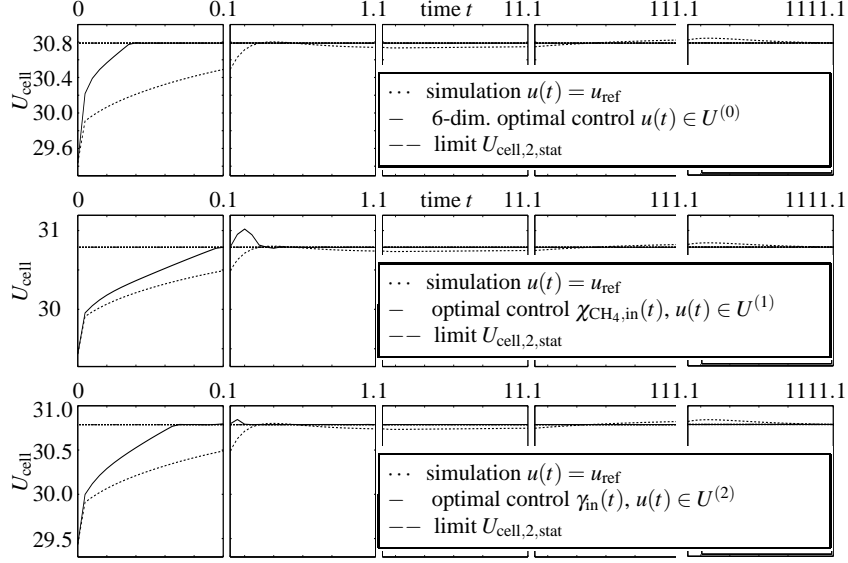 0 0.1 1.1 time t 11.1 111.1 1111.1
30.8
30.4
30.0
29.6
U_cell
··· simulation u(t) = u_ref
− 6-dim. optimal control u(t) ∈ U^(0)
−− limit U_cell,2,stat
0 0.1 1.1 time t 11.1 111.1 1111.1
31
30
U_cell
··· simulation u(t) = u_ref
− optimal control χ_CH₄,in(t), u(t) ∈ U^(1)
−− limit U_cell,2,stat
0 0.1 1.1 11.1 111.1 1111.1
31.0
30.5
30.0
29.5
U_cell
··· simulation u(t) = u_ref
− optimal control γ_in(t), u(t) ∈ U^(2)
−− limit U_cell,2,stat